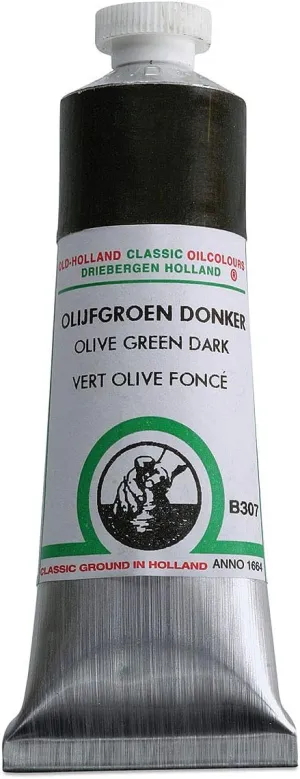 OLD-HOLLAND CLASSIC OILCOLOURS
DRIEBERGEN HOLLAND ®
OLIJFGROEN DONKER
OLIVE GREEN DARK
VERT OLIVE FONCÉ
B307
CLASSIC GROUND IN HOLLAND ANNO 1664